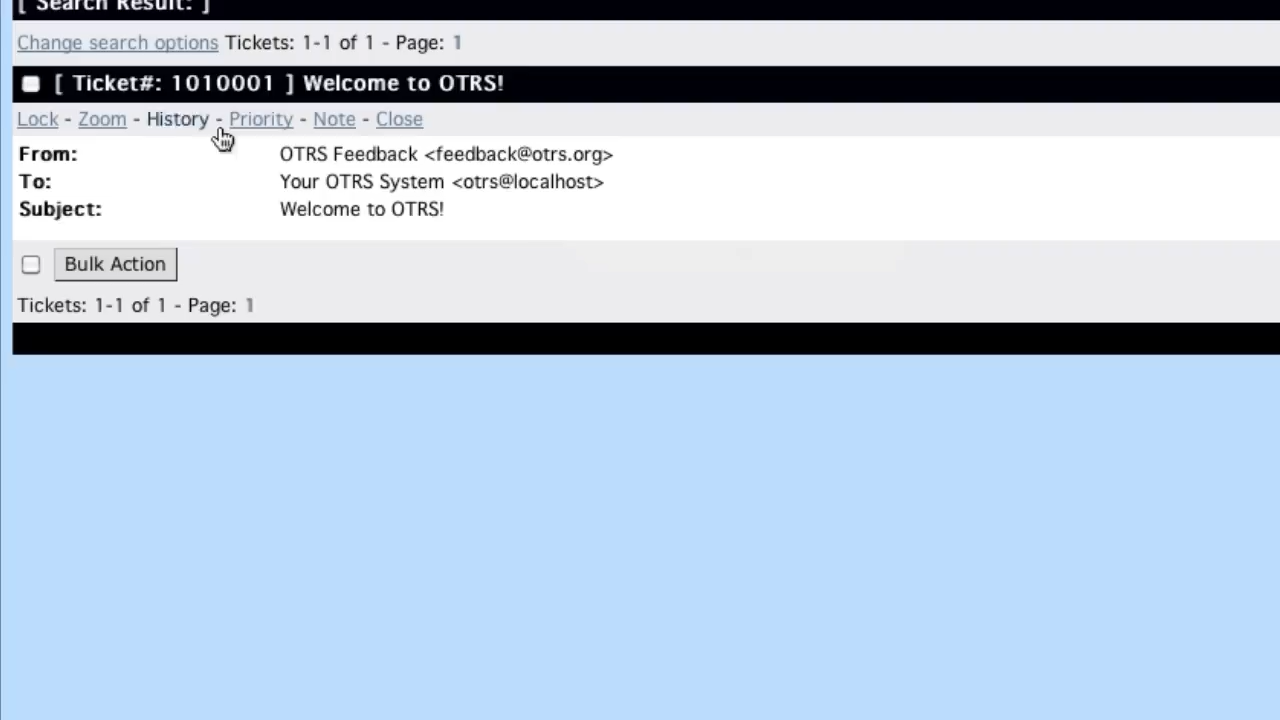 [ Search Result: ]
Change search options Tickets: 1-1 of 1 - Page: 1
[ Ticket#: 1010001 ] Welcome to OTRS!
Lock - Zoom - History - Priority - Note - Close
From: OTRS Feedback <feedback@otrs.org>
To: Your OTRS System <otrs@localhost>
Subject: Welcome to OTRS!
Bulk Action
Tickets: 1-1 of 1 - Page: 1